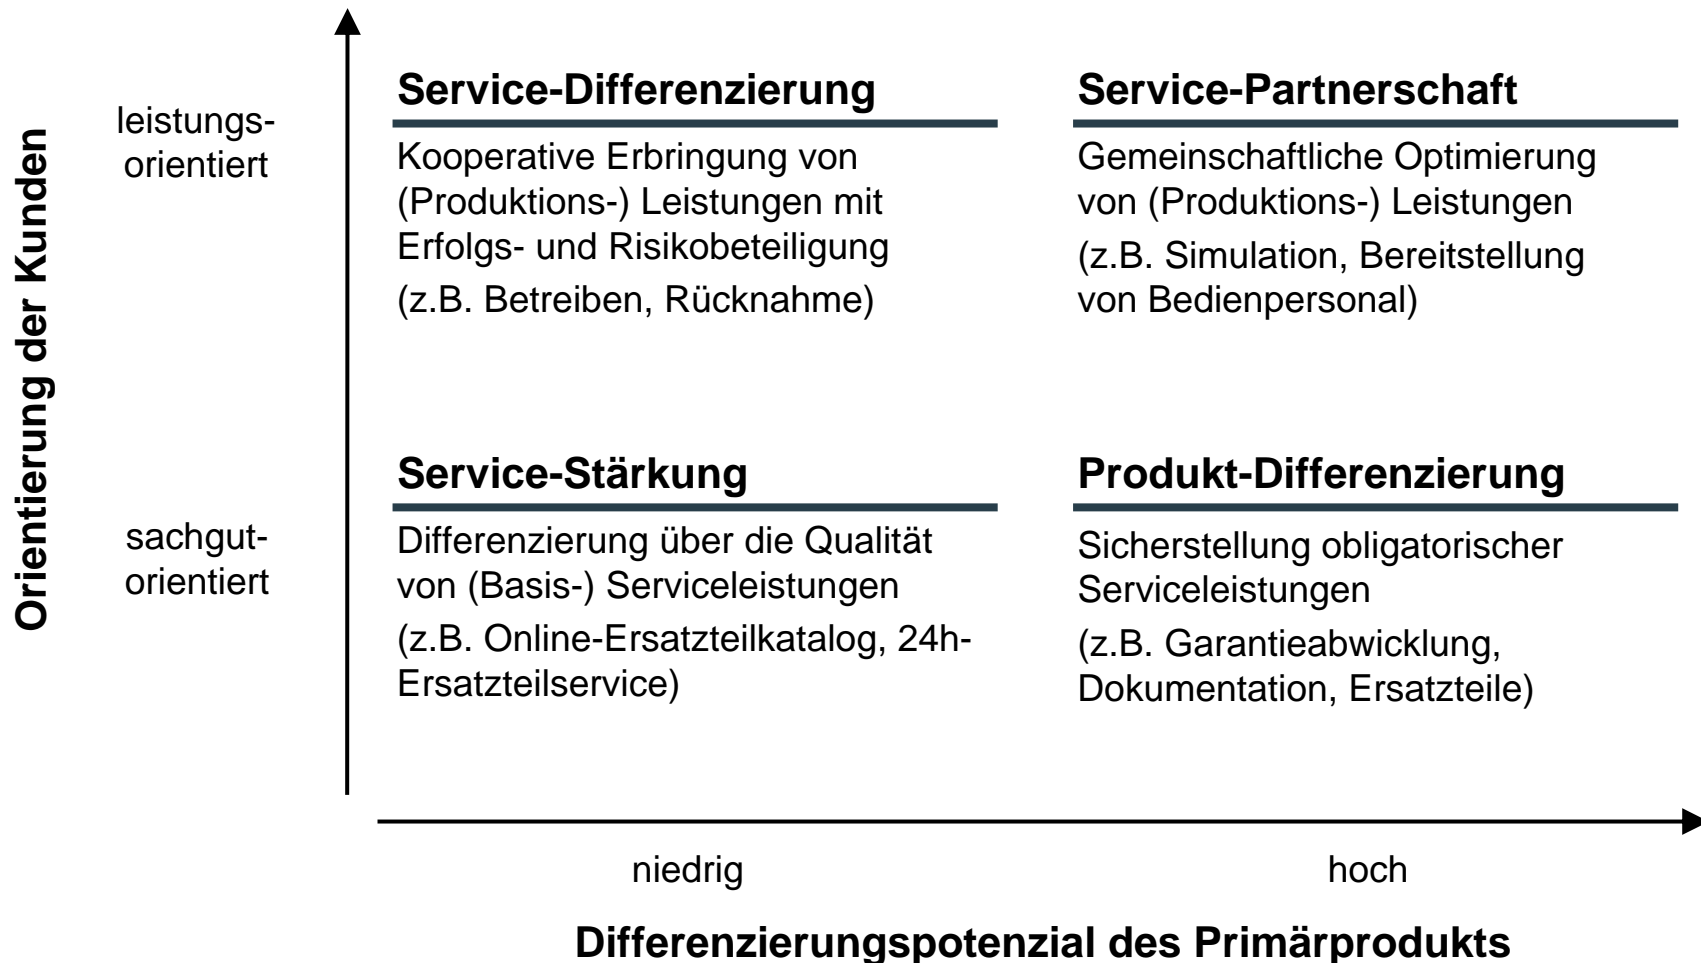 Orientierung der Kunden
leistungs-
orientiert
Service-Differenzierung
Kooperative Erbringung von
(Produktions-) Leistungen mit
Erfolgs- und Risikobeteiligung
(z.B. Betreiben, Rücknahme)
Service-Partnerschaft
Gemeinschaftliche Optimierung
von (Produktions-) Leistungen
(z.B. Simulation, Bereitstellung
von Bedienpersonal)
sachgut-
orientiert
Service-Stärkung
Differenzierung über die Qualität
von (Basis-) Serviceleistungen
(z.B. Online-Ersatzteilkatalog, 24h-
Ersatzteilservice)
Produkt-Differenzierung
Sicherstellung obligatorischer
Serviceleistungen
(z.B. Garantieabwicklung,
Dokumentation, Ersatzteile)
niedrig
hoch
Differenzierungspotenzial des Primärprodukts